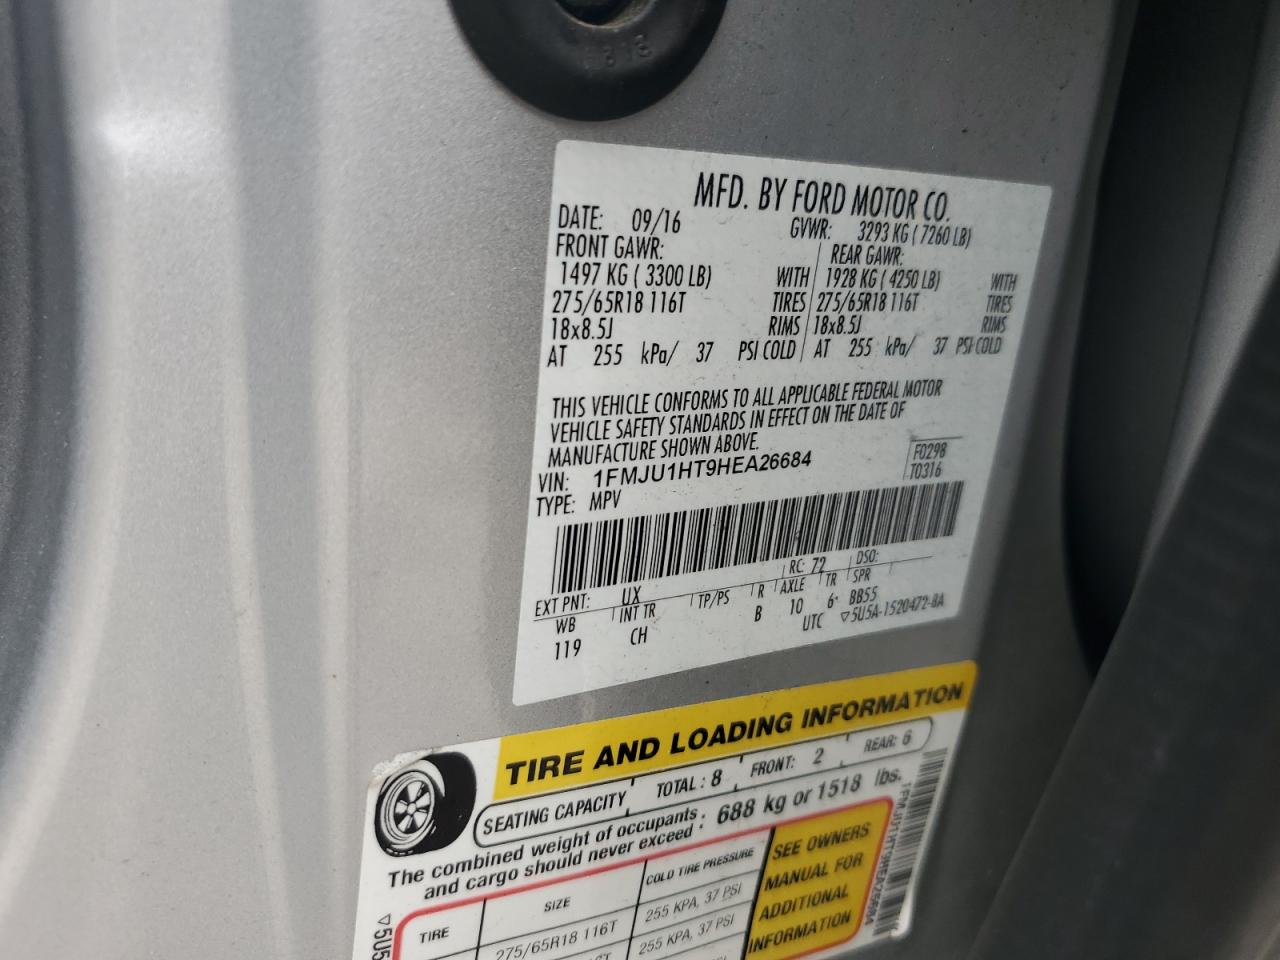 818
MFD. BY FORD MOTOR CO.
DATE: 09/16 GVWR: 3293 KG ( 7260 LB)
FRONT GAWR: REAR GAWR:
1497 KG ( 3300 LB) WITH 1928 KG ( 4250 LB) WITH
275/65R18 116T TIRES 275/65R18 116T TIRES
18x8.5J RIMS 18x8.5J RIMS
AT 255 kPa/ 37 PSI COLD AT 255 kPa/ 37 PSI COLD
THIS VEHICLE CONFORMS TO ALL APPLICABLE FEDERAL MOTOR
VEHICLE SAFETY STANDARDS IN EFFECT ON THE DATE OF
MANUFACTURE SHOWN ABOVE.
VIN: 1FMJU1HT9HEA26684 F0298
TYPE: MPV T0316
EXT PNT: UX RC: 72 DSO:
WB INT TR TP/PS R AXLE TR SPR
119 CH B 10 6 BB55
UTC ▽5U5A-1520472-BA
TIRE AND LOADING INFORMATION
SEATING CAPACITY TOTAL : 8 FRONT: 2 REAR: 6
The combined weight of occupants
and cargo should never exceed : 688 kg or 1518 lbs.
TIRE SIZE COLD TIRE PRESSURE
275/65R18 116T 255 KPA, 37 PSI
255 KPA, 37 PSI
SEE OWNERS
MANUAL FOR
ADDITIONAL
INFORMATION
1FMJU1HT9HEA26684
▽5U5